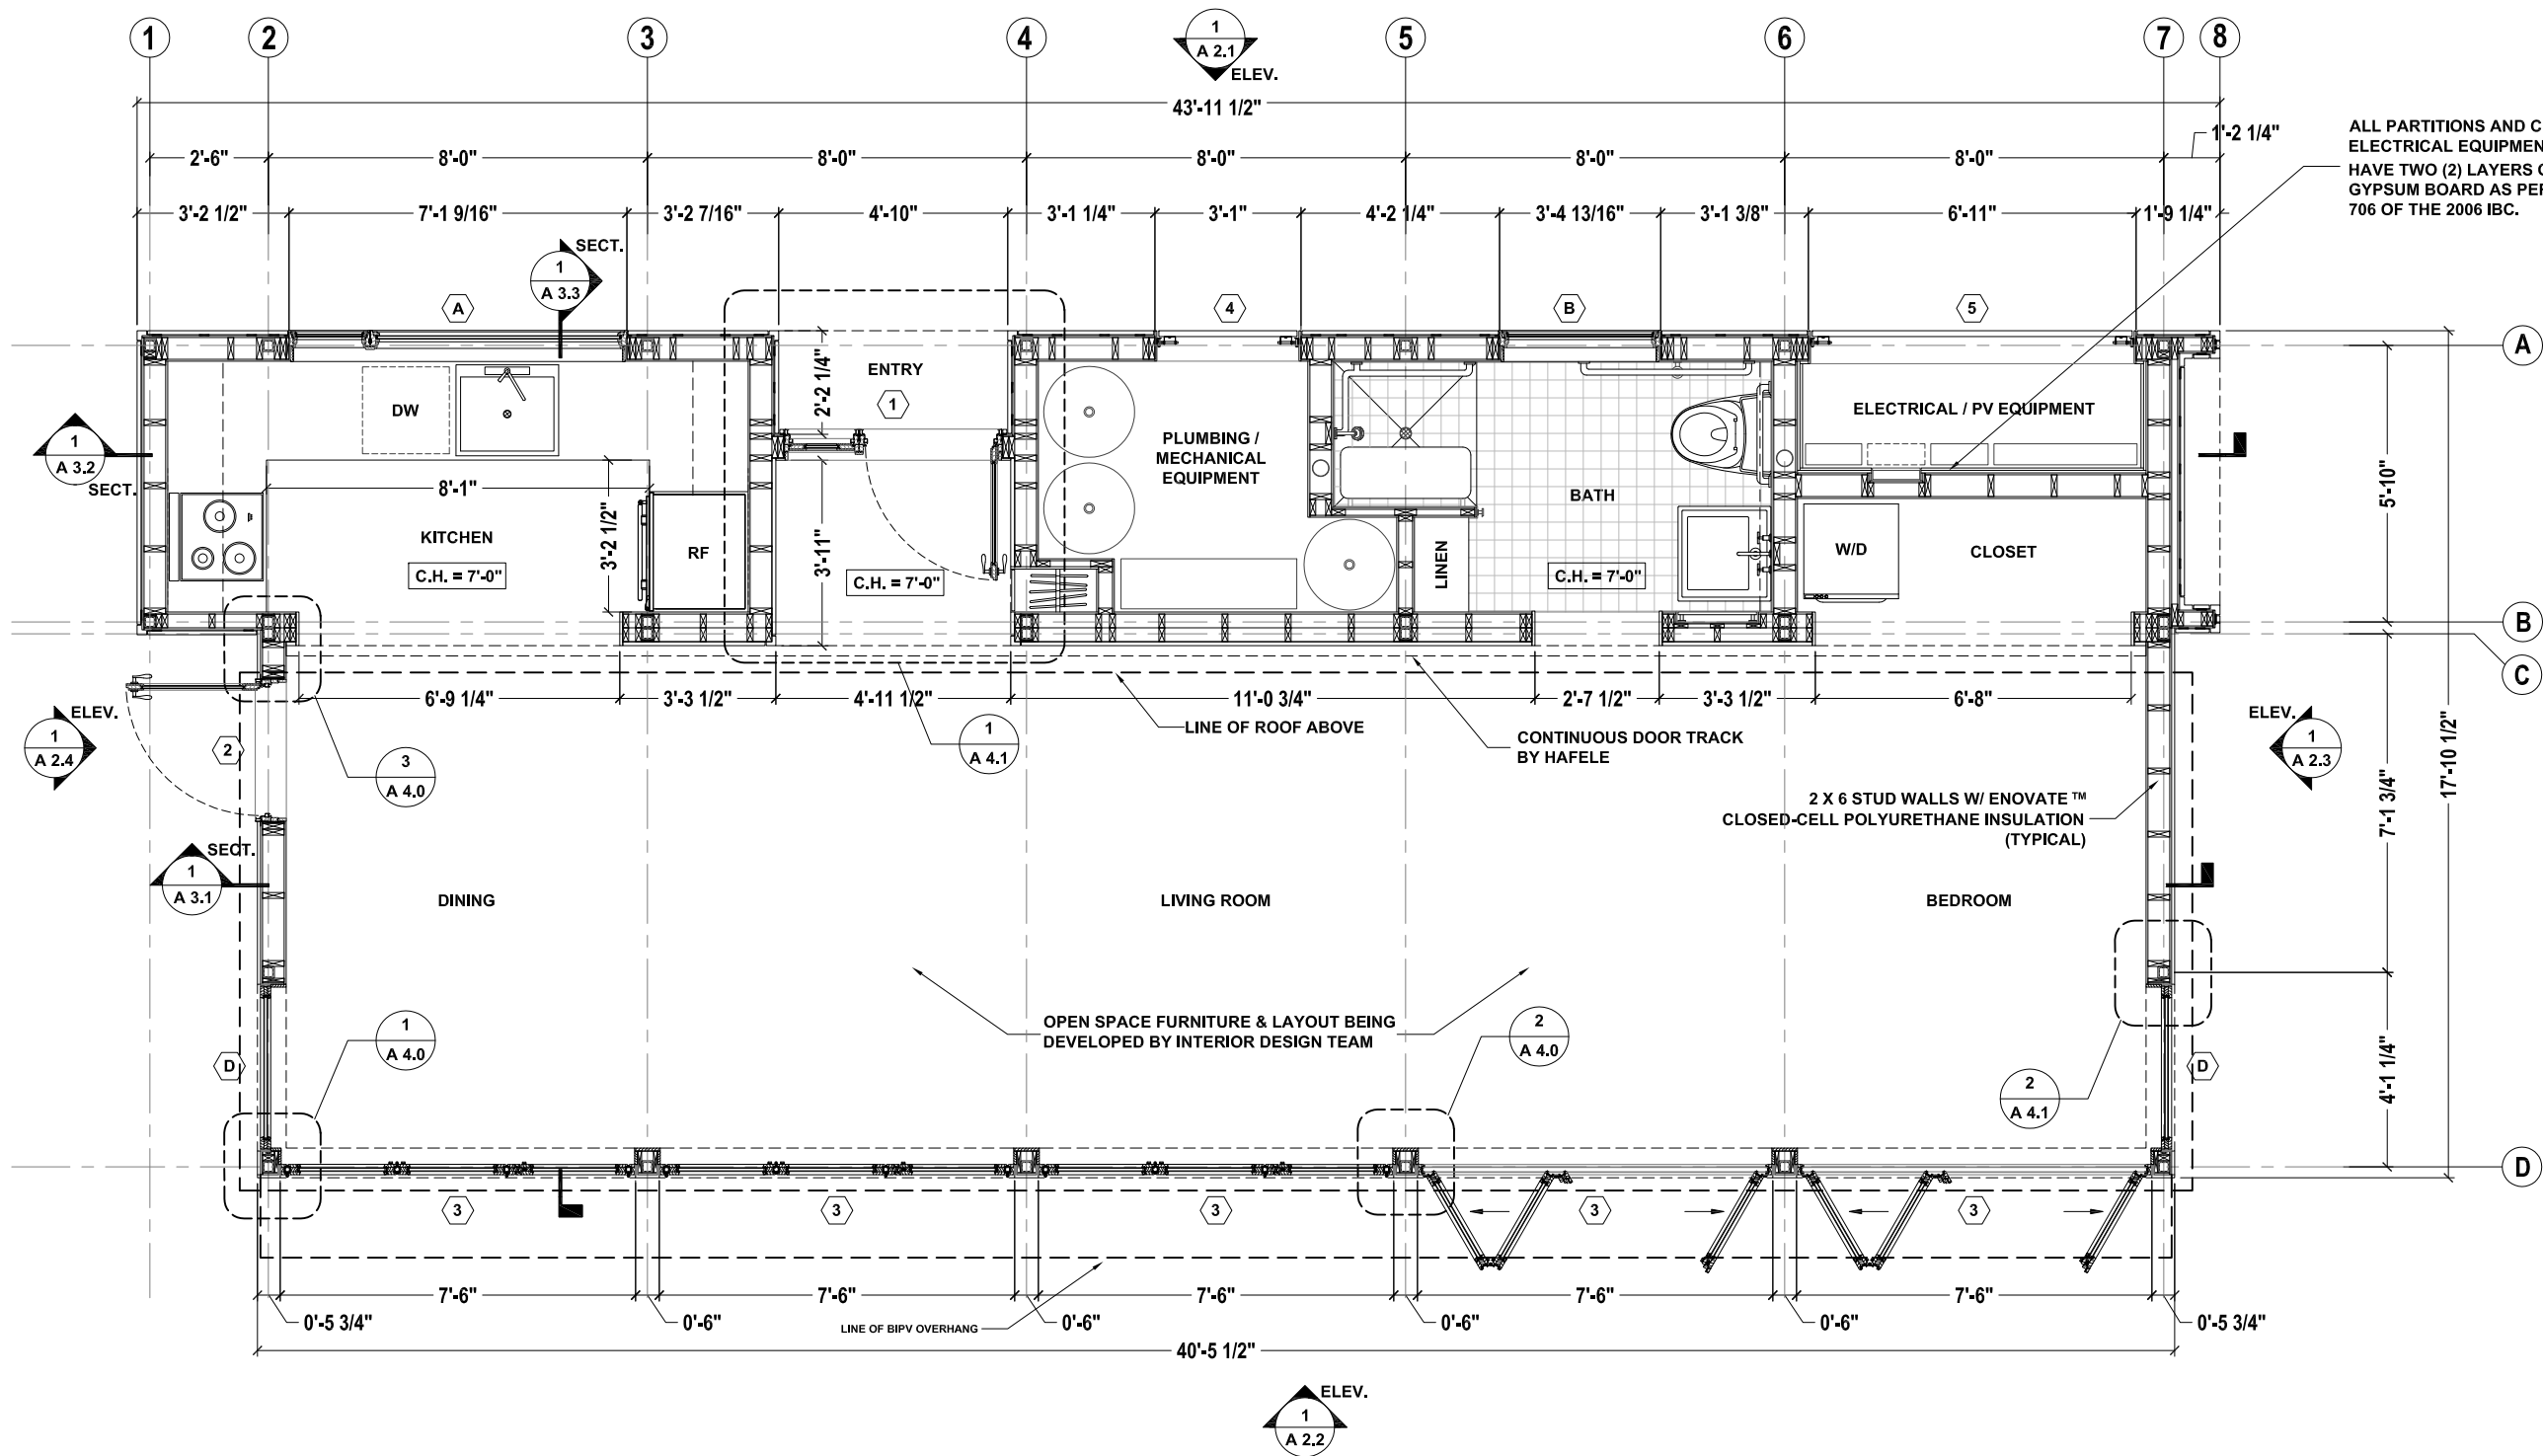 1
2
3
4
5
6
7
8
1
A 2.1
ELEV.
43'-11 1/2"
2'-6"
8'-0"
8'-0"
8'-0"
8'-0"
8'-0"
1'-2 1/4"
3'-2 1/2"
7'-1 9/16"
3'-2 7/16"
4'-10"
3'-1 1/4"
3'-1"
4'-2 1/4"
3'-4 13/16"
3'-1 3/8"
6'-11"
1'-9 1/4"
ALL PARTITIONS AND C
ELECTRICAL EQUIPMEN
HAVE TWO (2) LAYERS
GYPSUM BOARD AS PE
706 OF THE 2006 IBC.
SECT.
1
A 3.3
A
4
B
5
A
ENTRY
1
2'-2 1/4"
DW
PLUMBING /
MECHANICAL
EQUIPMENT
ELECTRICAL / PV EQUIPMENT
1
A 3.2
SECT.
8'-1"
KITCHEN
C.H. = 7'-0"
3'-2 1/2"
RF
3'-11"
C.H. = 7'-0"
LINEN
BATH
C.H. = 7'-0"
W/D
CLOSET
5'-10"
B
C
6'-9 1/4"
3'-3 1/2"
4'-11 1/2"
11'-0 3/4"
2'-7 1/2"
3'-3 1/2"
6'-8"
ELEV.
1
A 2.4
2
3
A 4.0
1
A 4.1
LINE OF ROOF ABOVE
CONTINUOUS DOOR TRACK
BY HAFELE
ELEV.
1
A 2.3
17'-10 1/2"
7'-1 3/4"
2 X 6 STUD WALLS W/ ENOVATE ™
CLOSED-CELL POLYURETHANE INSULATION
(TYPICAL)
SECT.
1
A 3.1
DINING
LIVING ROOM
BEDROOM
OPEN SPACE FURNITURE & LAYOUT BEING
DEVELOPED BY INTERIOR DESIGN TEAM
1
A 4.0
2
A 4.0
D
2
A 4.1
D
4'-1 1/4"
D
3
3
3
3
3
7'-6"
7'-6"
7'-6"
7'-6"
7'-6"
0'-5 3/4"
0'-6"
0'-6"
0'-6"
0'-6"
0'-5 3/4"
LINE OF BIPV OVERHANG
40'-5 1/2"
ELEV.
1
A 2.2